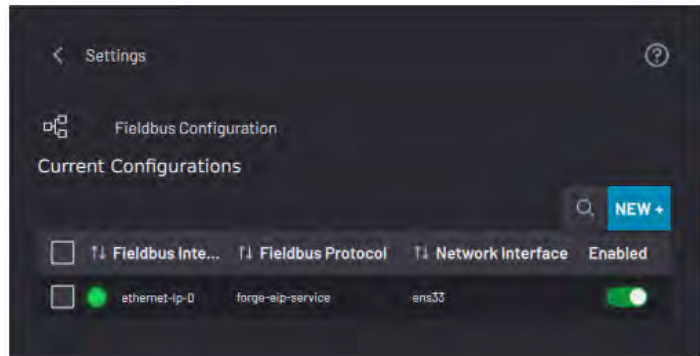 Settings
Fieldbus Configuration
Current Configurations
NEW +
Fieldbus Inte... Fieldbus Protocol Network Interface Enabled
ethernet-ip-0 forge-eip-service ens33